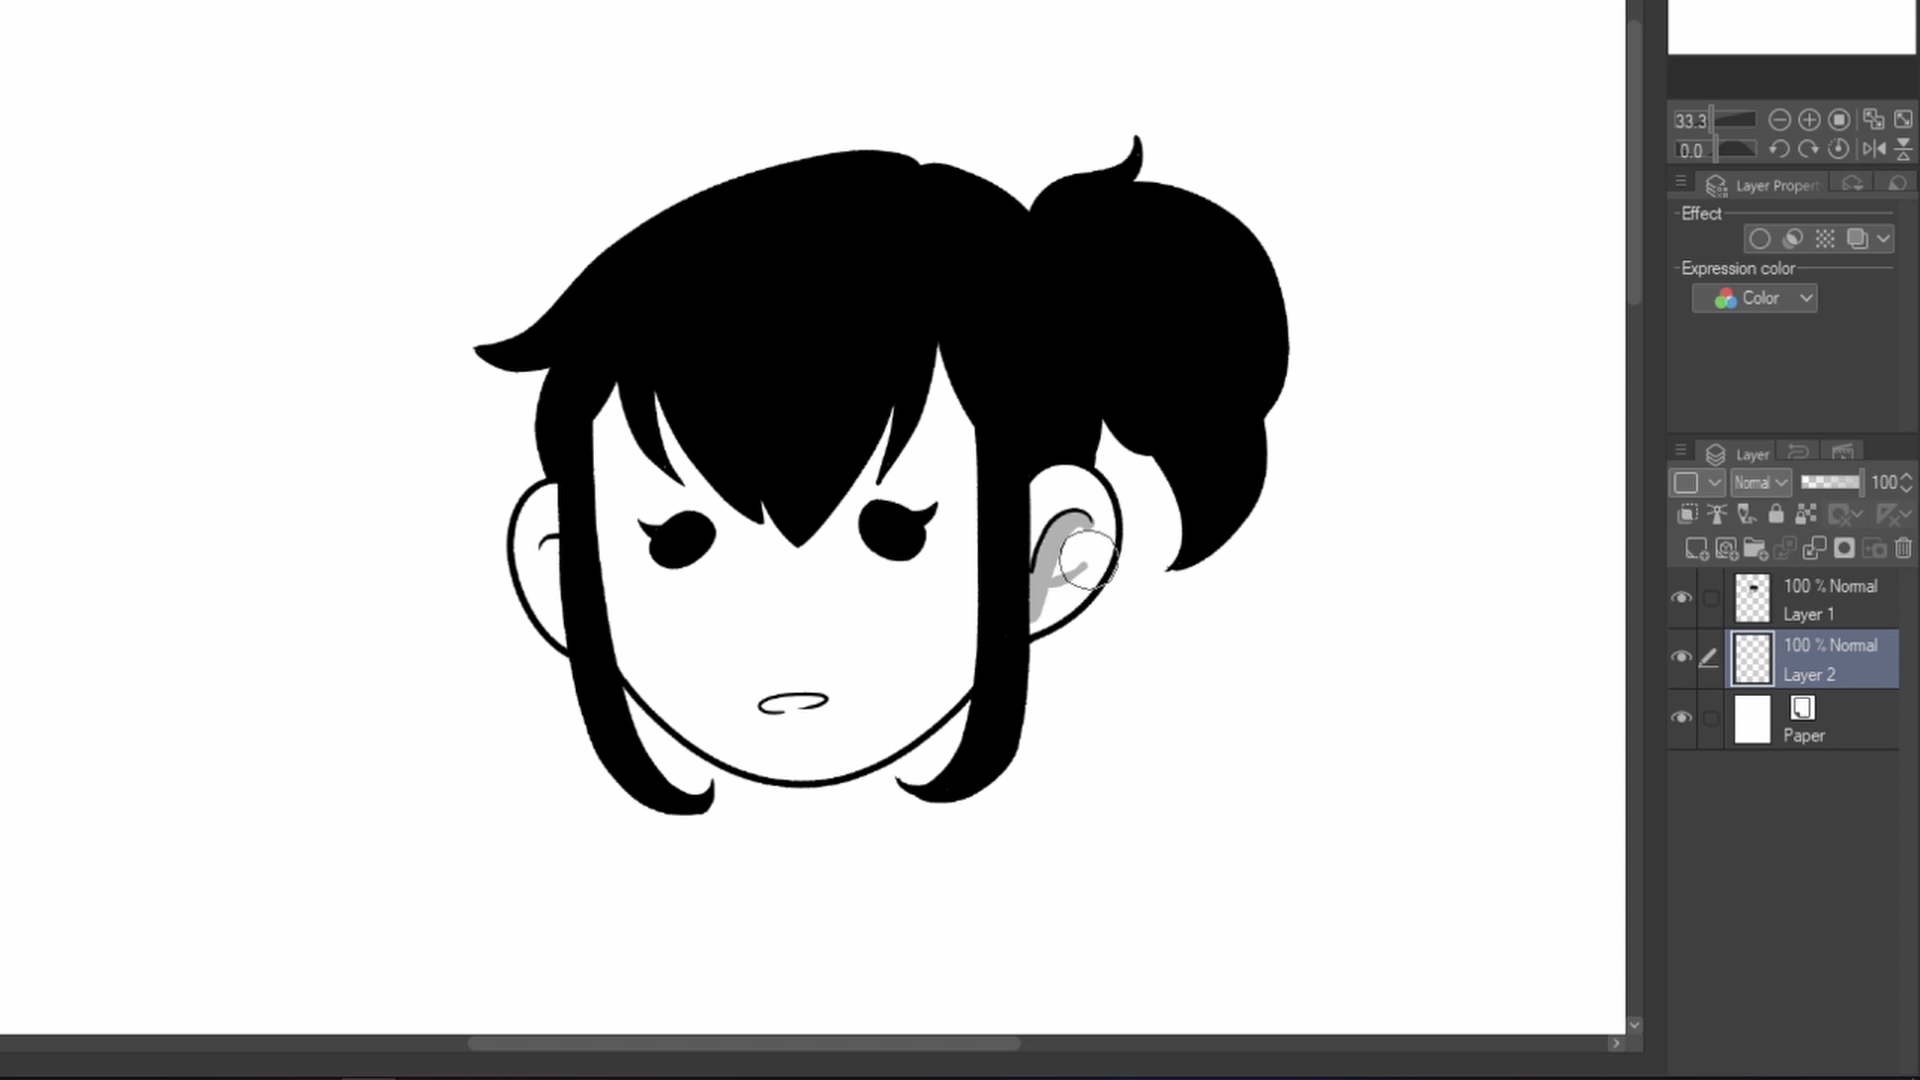 33.3
0.0
Layer Propert
Effect
Expression color
Color
Layer
Normal
100
100 % Normal
Layer 1
100 % Normal
Layer 2
Paper